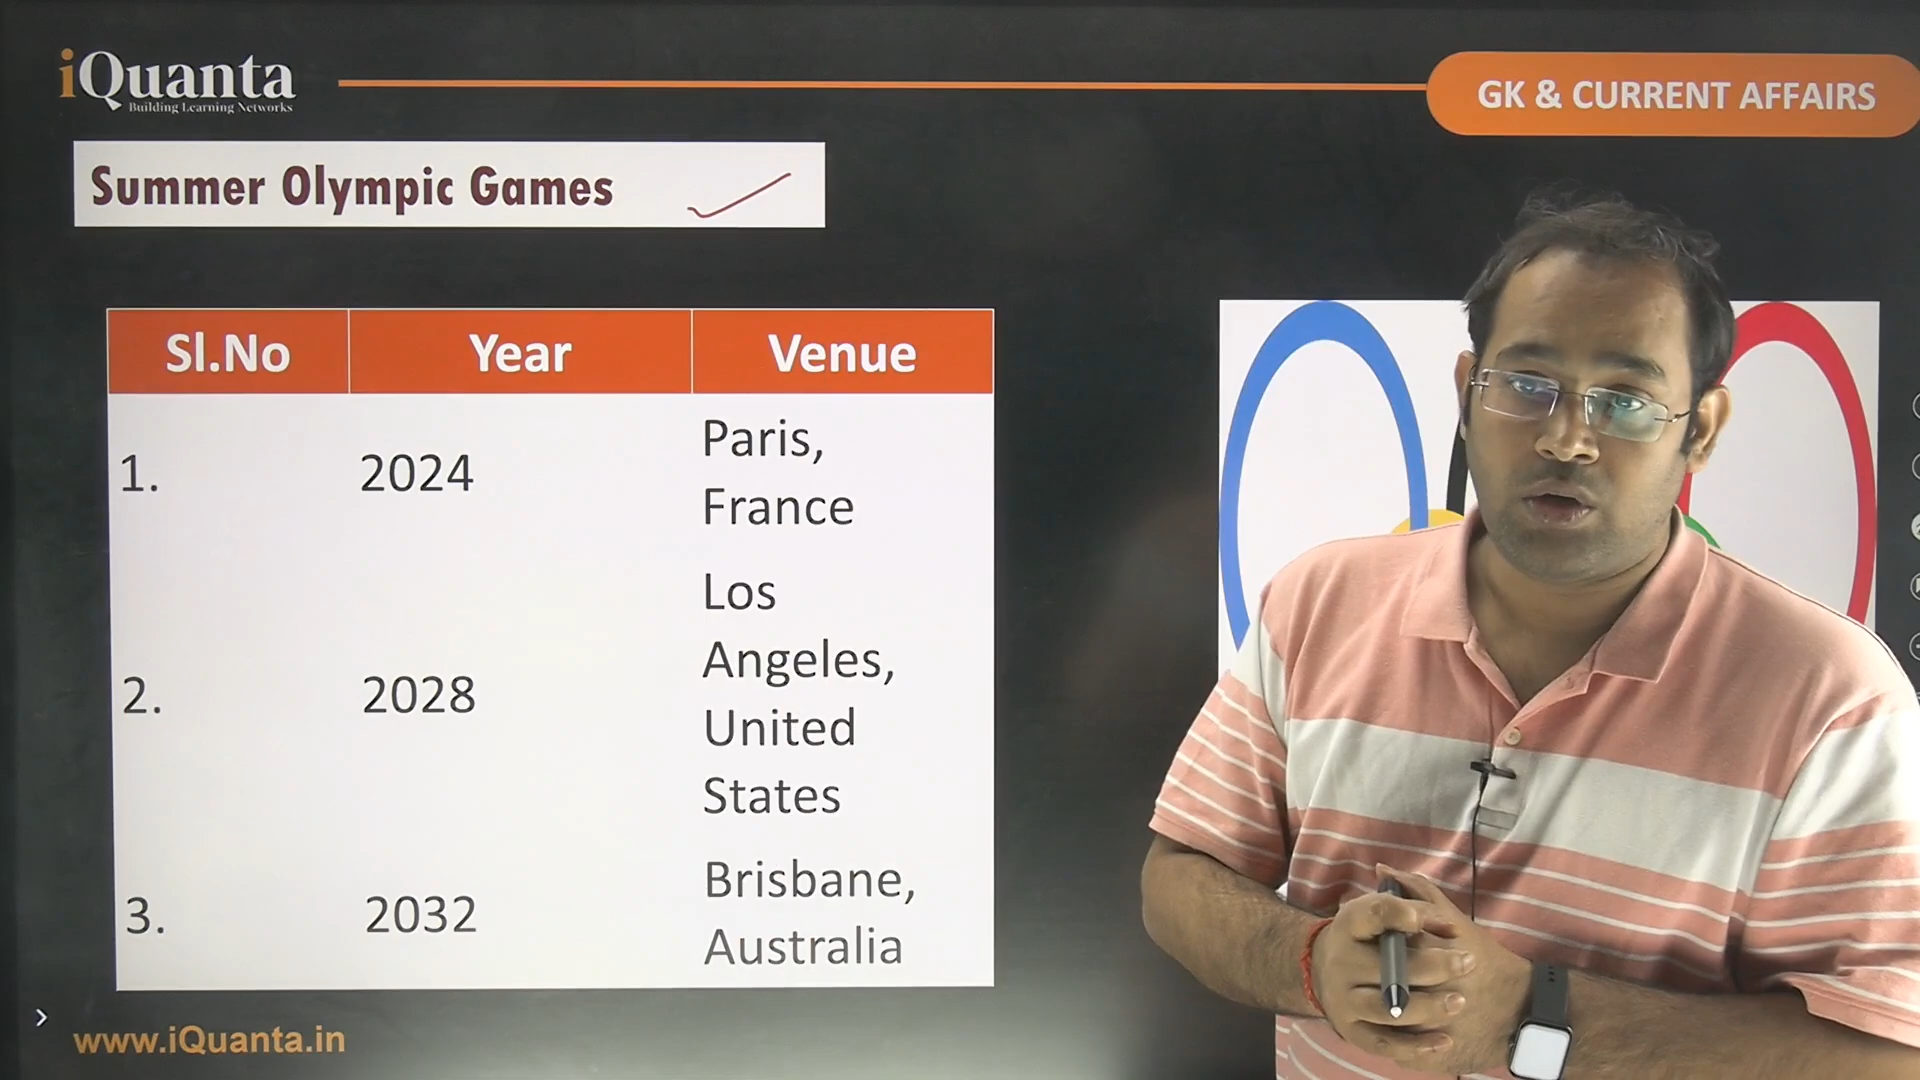 iQuanta
Building Learning Networks
GK & CURRENT AFFAIRS
Summer Olympic Games
Sl.No Year Venue
1. 2024 Paris,
France
2. 2028 Los
Angeles,
United
States
3. 2032 Brisbane,
Australia
www.iQuanta.in